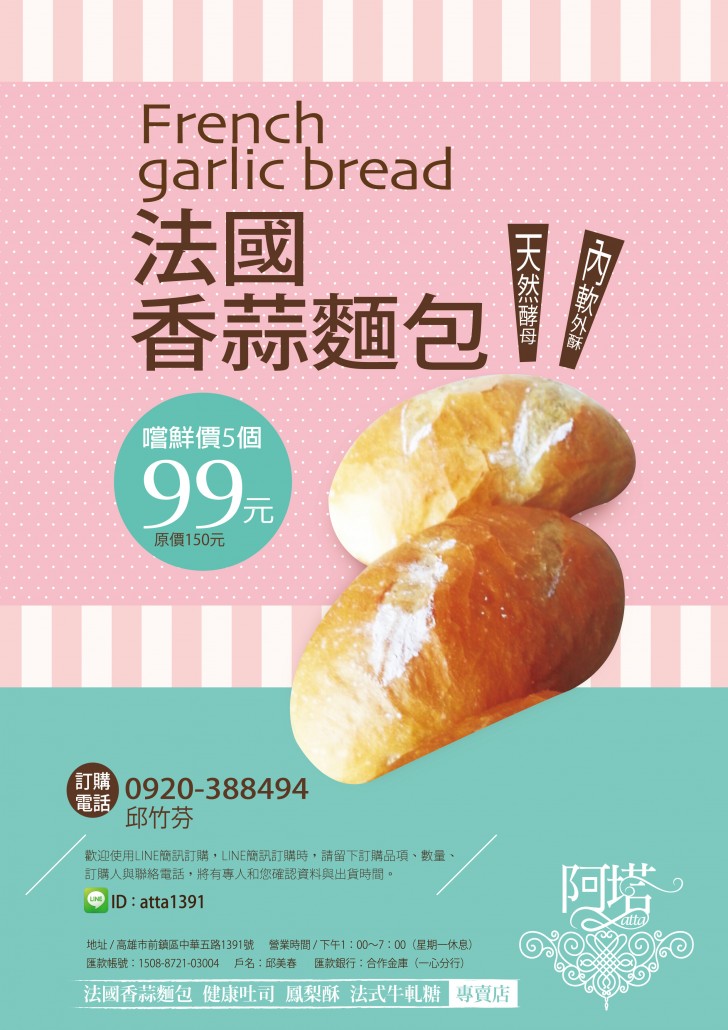 French
garlic bread
法國
香蒜麵包
天然酵母
內軟外酥
嚐鮮價5個
99元
原價150元
訂購
電話
0920-388494
邱竹芬
歡迎使用LINE簡訊訂購，LINE簡訊訂購時，請留下訂購品項、數量、
訂購人與聯絡電話，將有專人和您確認資料與出貨時間。
LINE
ID：atta1391
地址 / 高雄市前鎮區中華五路1391號　營業時間 / 下午1：00～7：00（星期一休息）
匯款帳號：1508-8721-03004　戶名：邱美春　匯款銀行：合作金庫（一心分行）
法國香蒜麵包 健康吐司 鳳梨酥 法式牛軋糖 專賣店
阿塔
atta